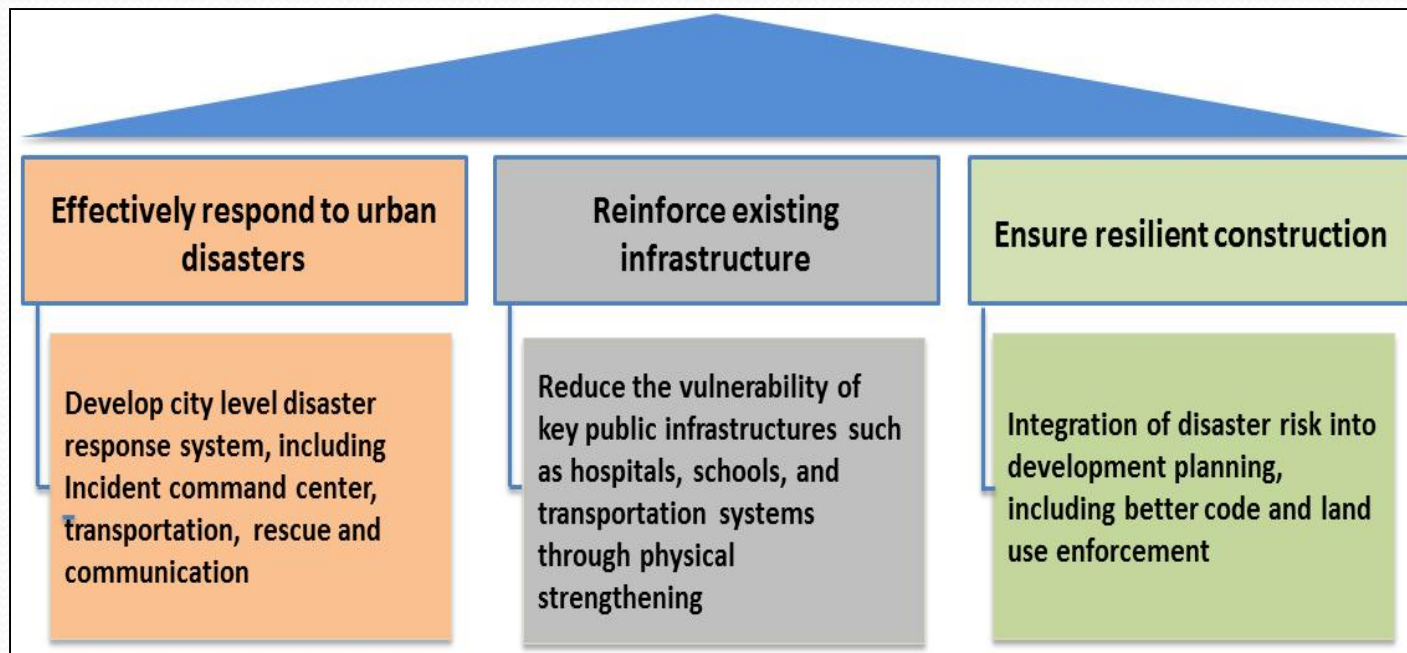 Effectively respond to urban
disasters
Reinforce existing
infrastructure
Ensure resilient construction
Develop city level disaster
response system, including
Incident command center,
transportation, rescue and
communication
Reduce the vulnerability of
key public infrastructures such
as hospitals, schools, and
transportation systems
through physical
strengthening
Integration of disaster risk into
development planning,
including better code and land
use enforcement